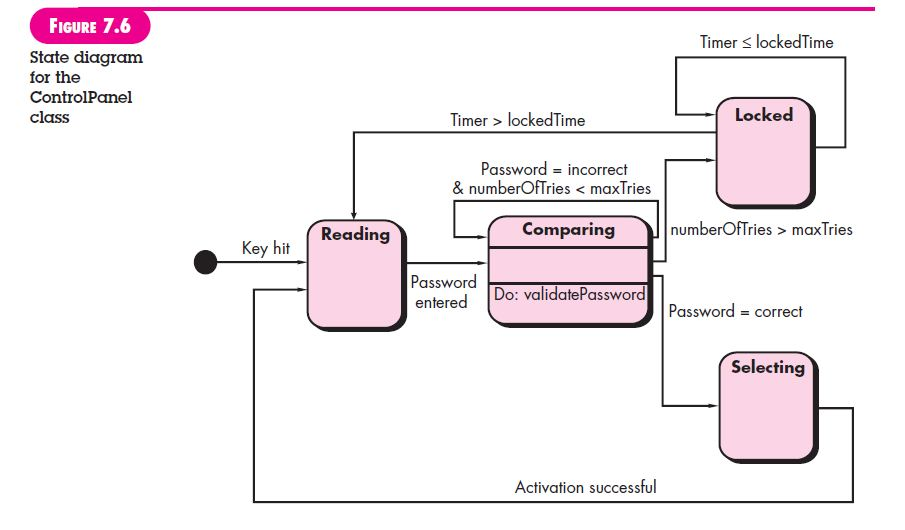 FIGURE 7.6
State diagram
for the
ControlPanel
class
Timer ≤ lockedTime
Locked
Timer > lockedTime
Password = incorrect
& numberOfTries < maxTries
Reading
Comparing
numberOfTries > maxTries
Key hit
Password
entered
Do: validatePassword
Password = correct
Selecting
Activation successful